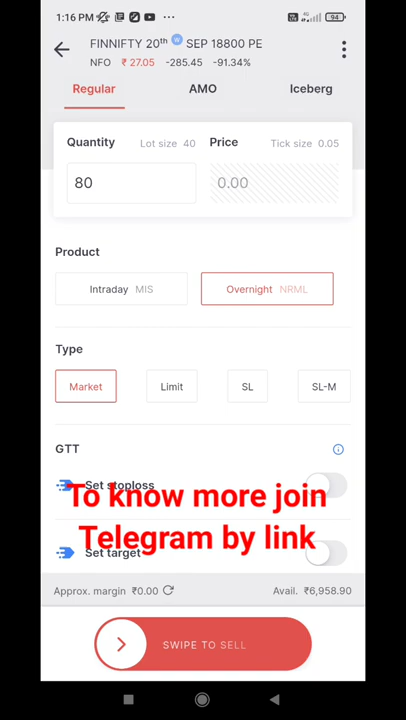 1:16 PM 4G 94
FINNIFTY 20th W SEP 18800 PE
NFO ₹ 27.05 -285.45 -91.34%
Regular AMO Iceberg
Quantity Lot size 40 Price Tick size 0.05
80 0.00
Product
Intraday MIS Overnight NRML
Type
Market Limit SL SL-M
GTT
Set stoploss
To know more join
Telegram by link
Set target
Approx. margin ₹0.00 Avail. ₹6,958.90
SWIPE TO SELL